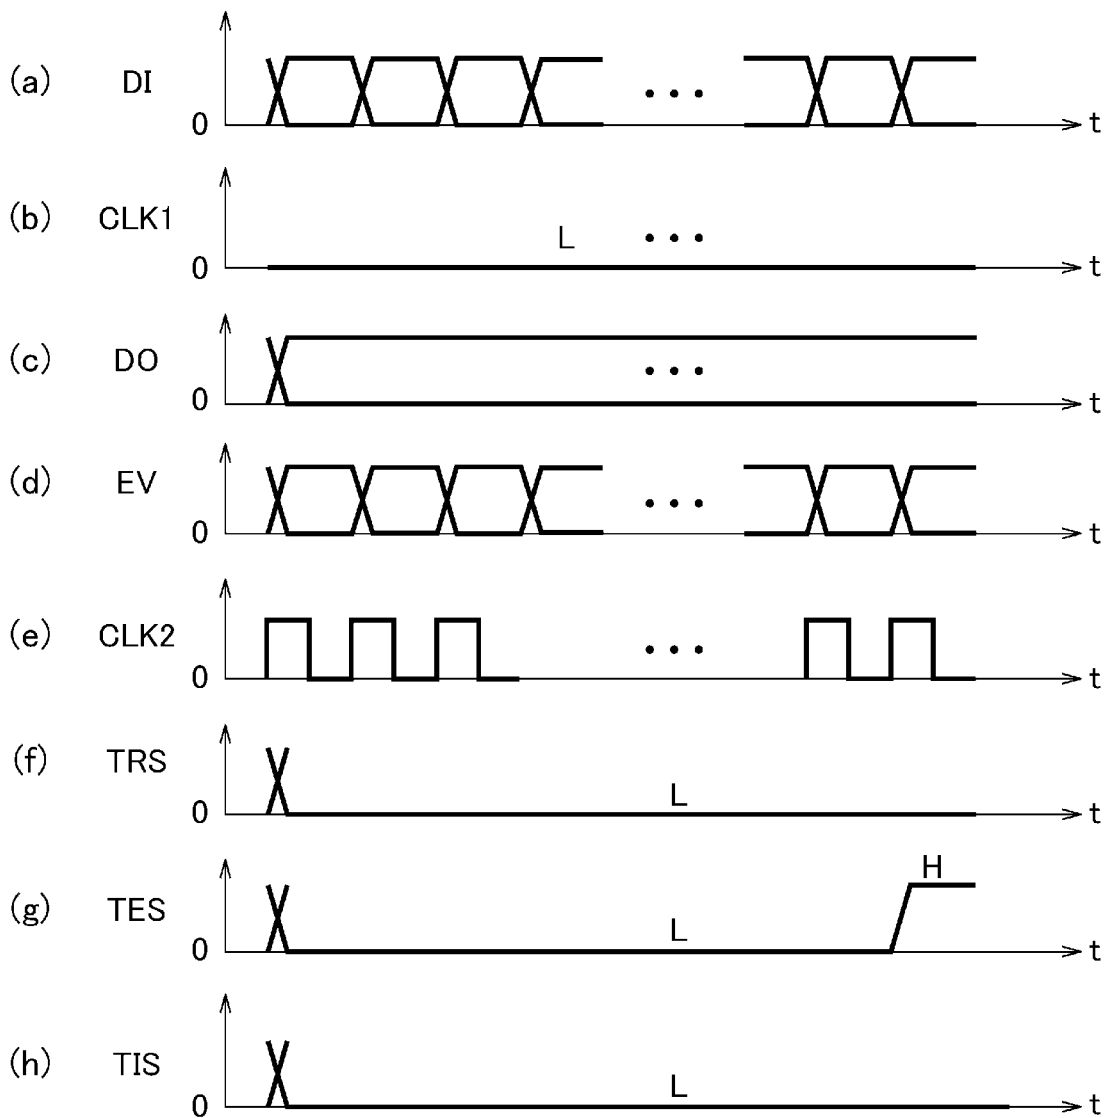 (a) DI 0 t
(b) CLK1 L 0 t
(c) DO 0 t
(d) EV 0 t
(e) CLK2 0 t
(f) TRS L 0 t
(g) TES H L 0 t
(h) TIS L 0 t